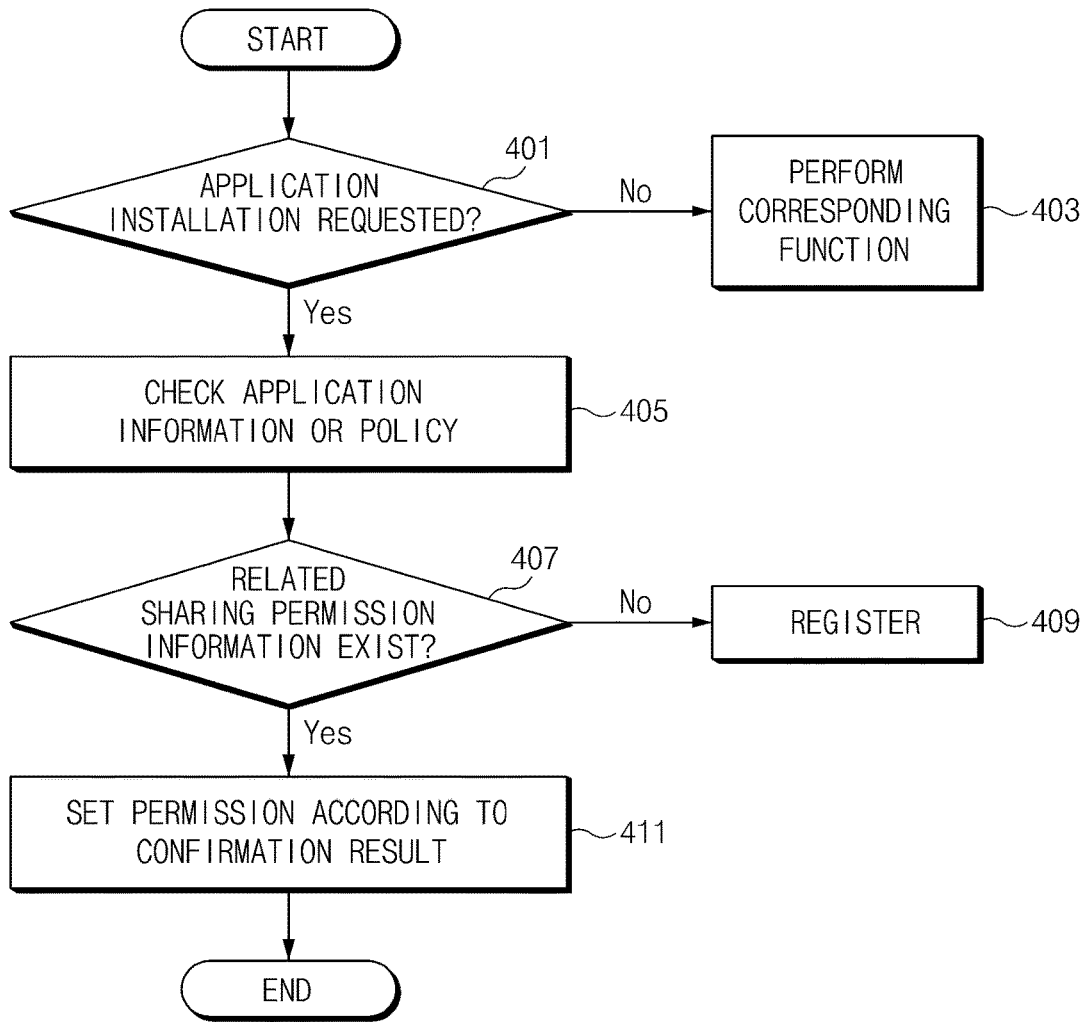 START
401
APPLICATION
INSTALLATION REQUESTED?
No
PERFORM
CORRESPONDING
FUNCTION
403
Yes
CHECK APPLICATION
INFORMATION OR POLICY
405
407
RELATED
SHARING PERMISSION
INFORMATION EXIST?
No
REGISTER
409
Yes
SET PERMISSION ACCORDING TO
CONFIRMATION RESULT
411
END